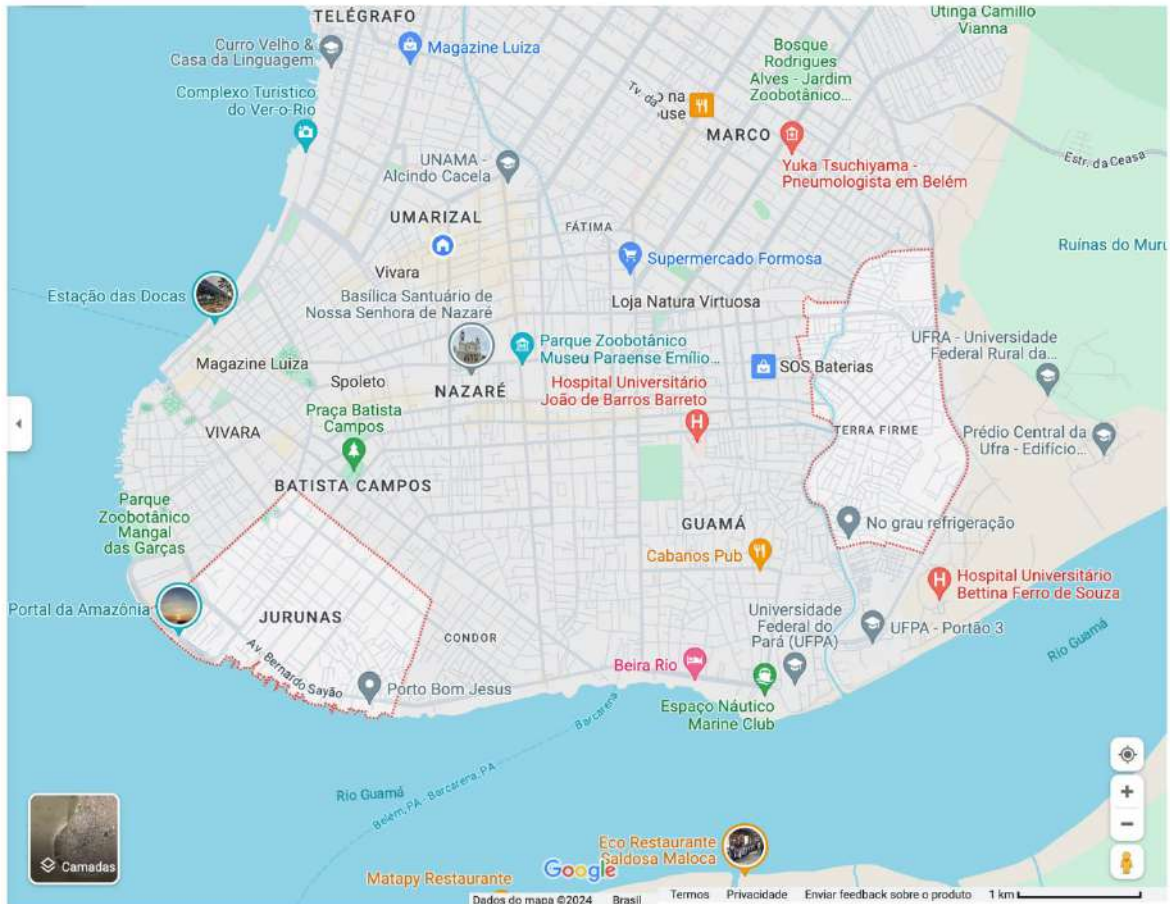 TELÉGRAFO
Curro Velho &
Casa da Linguagem
Magazine Luiza
Utinga Camillo
Vianna
Bosque
Rodrigues
Alves - Jardim
Zoobotânico...
Complexo Turístico
do Ver-o-Rio
Tv. da
o na
use
MARCO
Yuka Tsuchiyama -
Pneumologista em Belém
Estr. da Ceasa
UNAMA -
Alcindo Cacela
UMARIZAL
FÁTIMA
Supermercado Formosa
Ruínas do Muru
Vivara
Estação das Docas
Basílica Santuário de
Nossa Senhora de Nazaré
Loja Natura Virtuosa
Parque Zoobotânico
Museu Paraense Emílio...
UFRA - Universidade
Federal Rural da...
Magazine Luiza
Spoleto
NAZARÉ
SOS Baterias
Hospital Universitário
João de Barros Barreto
Praça Batista
Campos
VIVARA
TERRA FIRME
Prédio Central da
Ufra - Edifício...
BATISTA CAMPOS
Parque
Zoobotânico
Mangal
das Garças
GUAMÁ
No grau refrigeração
Cabanos Pub
Hospital Universitário
Bettina Ferro de Souza
Portal da Amazônia
JURUNAS
CONDOR
Universidade
Federal do
Pará (UFPA)
UFPA - Portão 3
Rio Guamá
Av. Bernardo Sayão
Porto Bom Jesus
Beira Rio
Espaço Náutico
Marine Club
Barcarena
Rio Guamá
Belém, PA - Barcarena, PA
Camadas
Eco Restaurante
Saldosa Maloca
Matapy Restaurante
Google
Dados do mapa ©2024 Brasil Termos Privacidade Enviar feedback sobre o produto 1 km